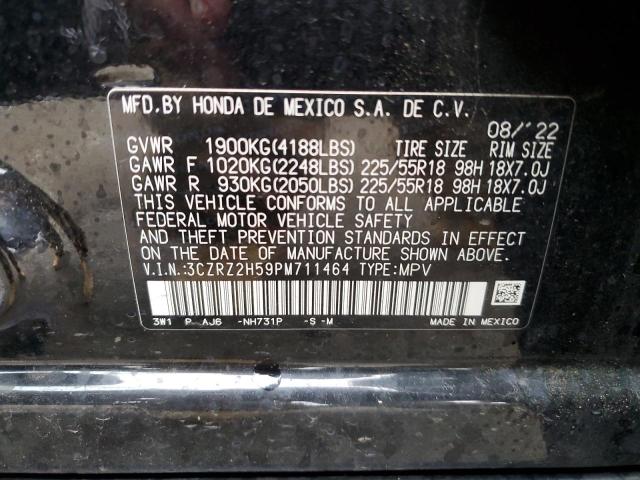 MFD.BY HONDA DE MEXICO S.A. DE C.V.
08/'22
GVWR 1900KG(4188LBS) TIRE SIZE RIM SIZE
GAWR F 1020KG(2248LBS) 225/55R18 98H 18X7.0J
GAWR R 930KG(2050LBS) 225/55R18 98H 18X7.0J
THIS VEHICLE CONFORMS TO ALL APPLICABLE
FEDERAL MOTOR VEHICLE SAFETY
AND THEFT PREVENTION STANDARDS IN EFFECT
ON THE DATE OF MANUFACTURE SHOWN ABOVE.
V.I.N.:3CZRZ2H59PM711464 TYPE:MPV
3W1 P AJ6 -NH731P -S -M MADE IN MEXICO